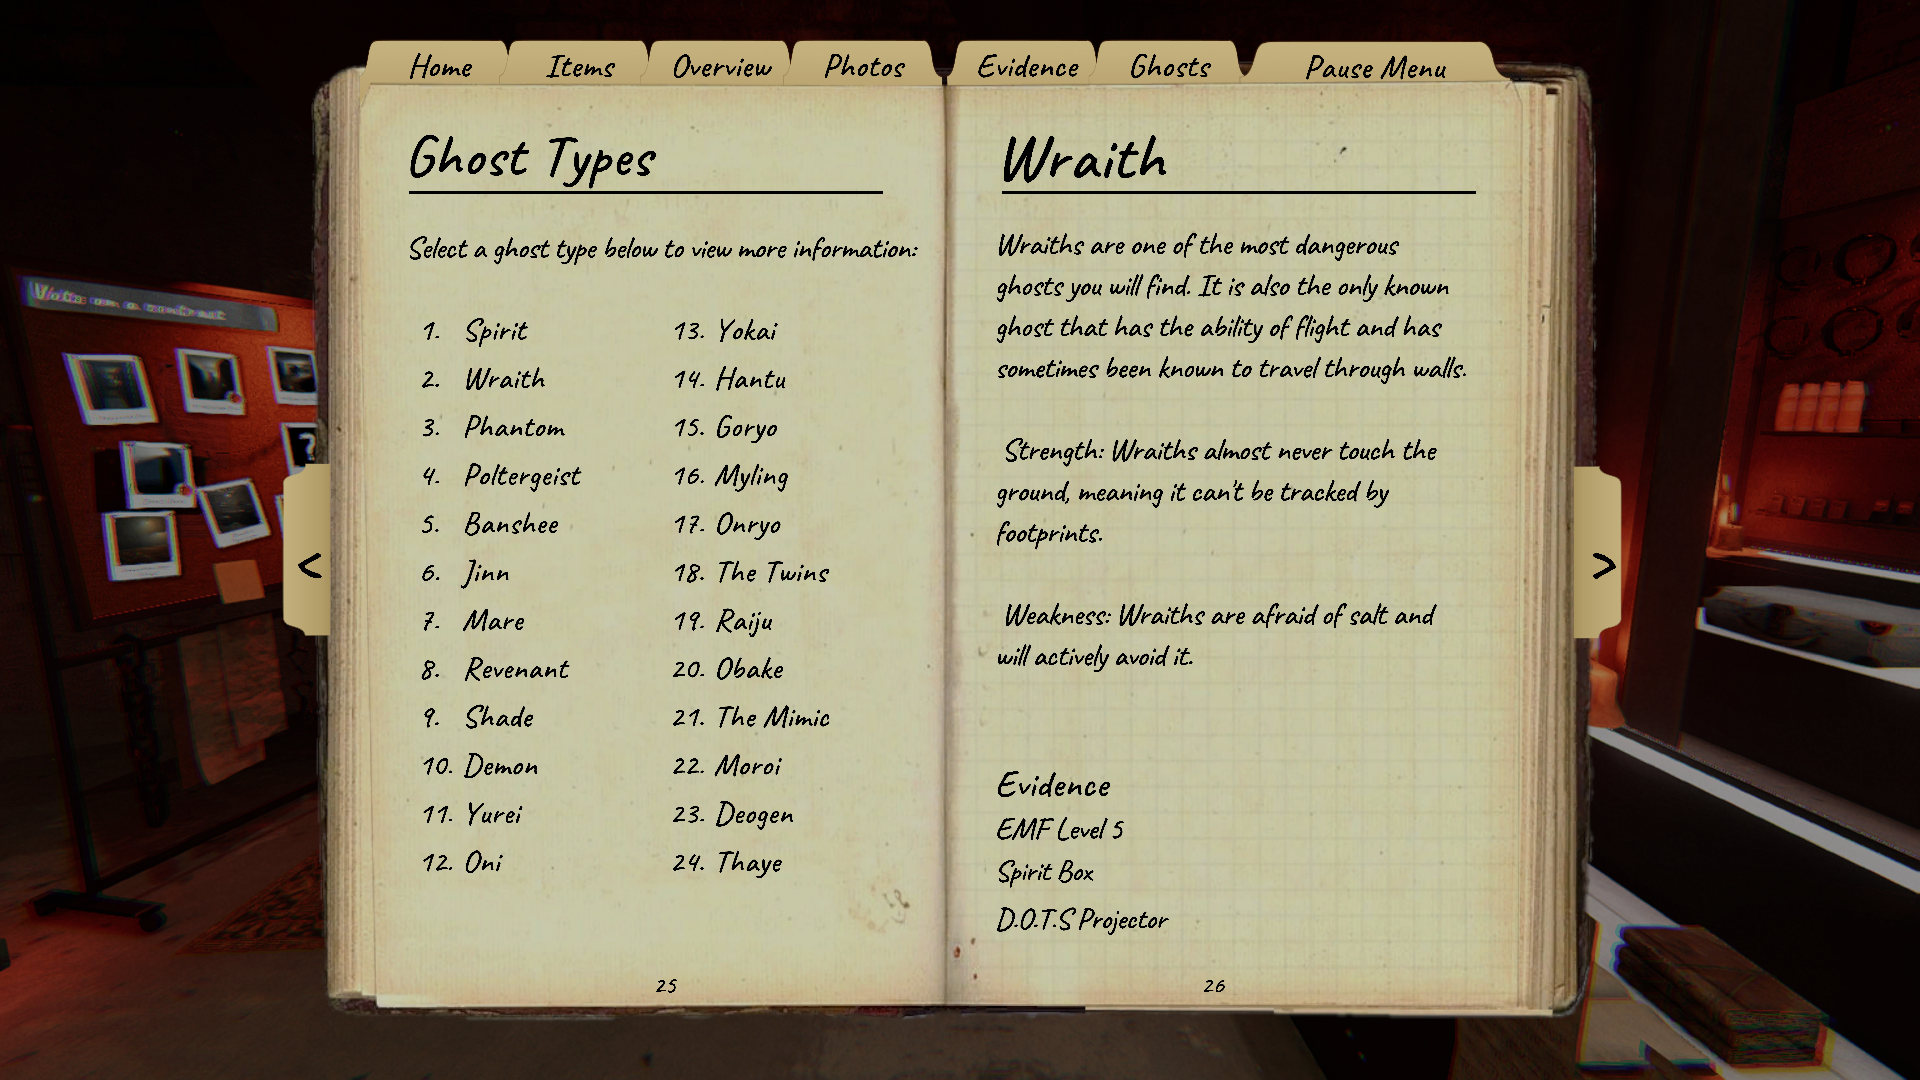 Home Items Overview Photos Evidence Ghosts Pause Menu
Ghost Types
Select a ghost type below to view more information:
1. Spirit
2. Wraith
3. Phantom
4. Poltergeist
5. Banshee
6. Jinn
7. Mare
8. Revenant
9. Shade
10. Demon
11. Yurei
12. Oni
13. Yokai
14. Hantu
15. Goryo
16. Myling
17. Onryo
18. The Twins
19. Raiju
20. Obake
21. The Mimic
22. Moroi
23. Deogen
24. Thaye
25
<
Wraith
Wraiths are one of the most dangerous
ghosts you will find. It is also the only known
ghost that has the ability of flight and has
sometimes been known to travel through walls.
Strength: Wraiths almost never touch the
ground, meaning it can't be tracked by
footprints.
Weakness: Wraiths are afraid of salt and
will actively avoid it.
Evidence
EMF Level 5
Spirit Box
D.O.T.S Projector
26
>
?